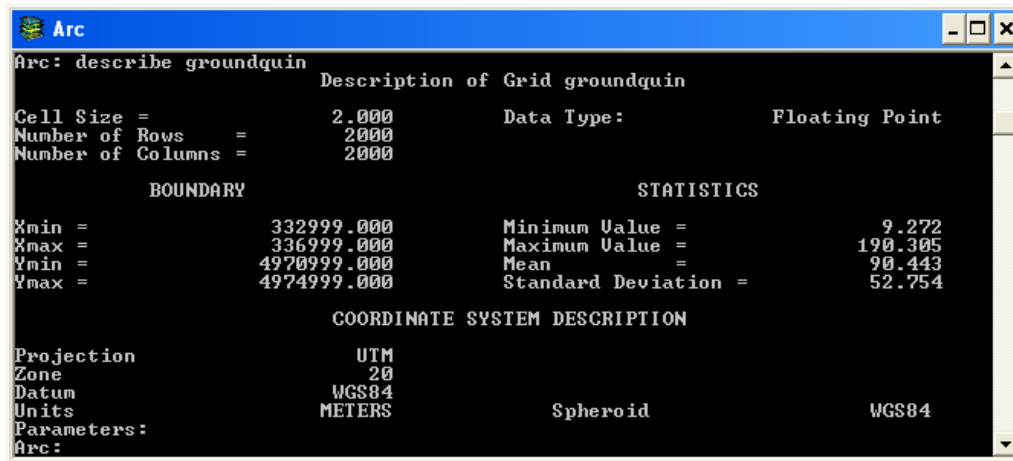 Arc
Arc: describe groundquin
Description of Grid groundquin
Cell Size = 2.000 Data Type: Floating Point
Number of Rows = 2000
Number of Columns = 2000
BOUNDARY STATISTICS
Xmin = 332999.000 Minimum Value = 9.272
Xmax = 336999.000 Maximum Value = 190.305
Ymin = 4970999.000 Mean = 90.443
Ymax = 4974999.000 Standard Deviation = 52.754
COORDINATE SYSTEM DESCRIPTION
Projection UTM
Zone 20
Datum WGS84
Units METERS Spheroid WGS84
Parameters:
Arc: